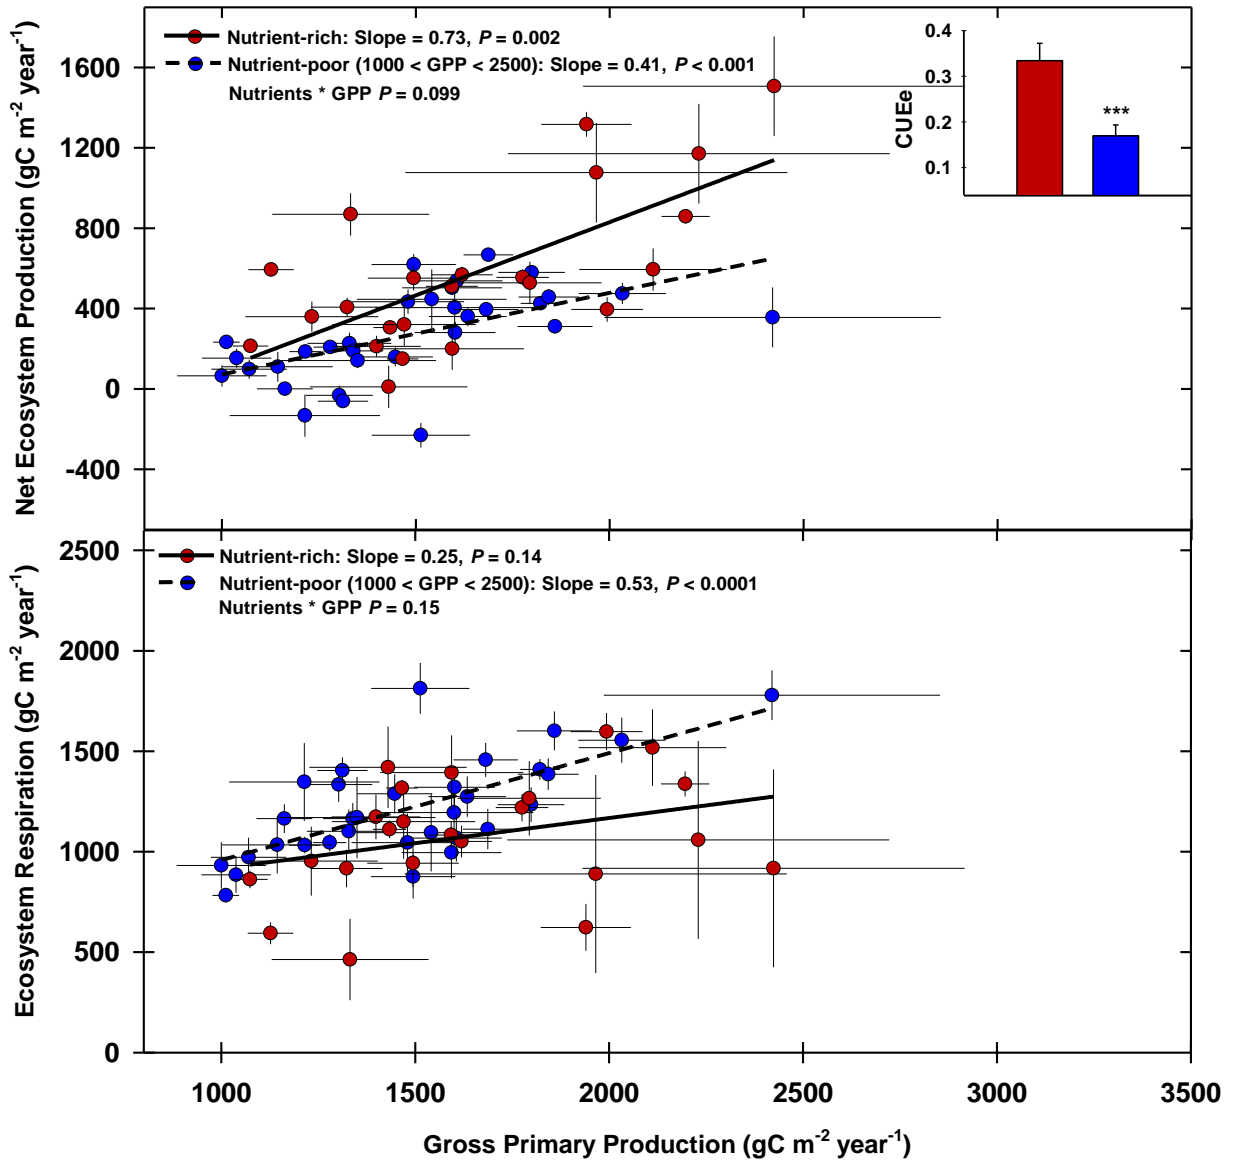 Net Ecosystem Production (gC m-2 year-1)
1600
1200
800
400
0
-400
Nutrient-rich: Slope = 0.73, P = 0.002
Nutrient-poor (1000 < GPP < 2500): Slope = 0.41, P < 0.001
Nutrients * GPP P = 0.099
CUEe
0.4
0.3
0.2
0.1
***
Ecosystem Respiration (gC m-2 year-1)
2500
2000
1500
1000
500
0
Nutrient-rich: Slope = 0.25, P = 0.14
Nutrient-poor (1000 < GPP < 2500): Slope = 0.53, P < 0.0001
Nutrients * GPP P = 0.15
1000 1500 2000 2500 3000 3500
Gross Primary Production (gC m-2 year-1)